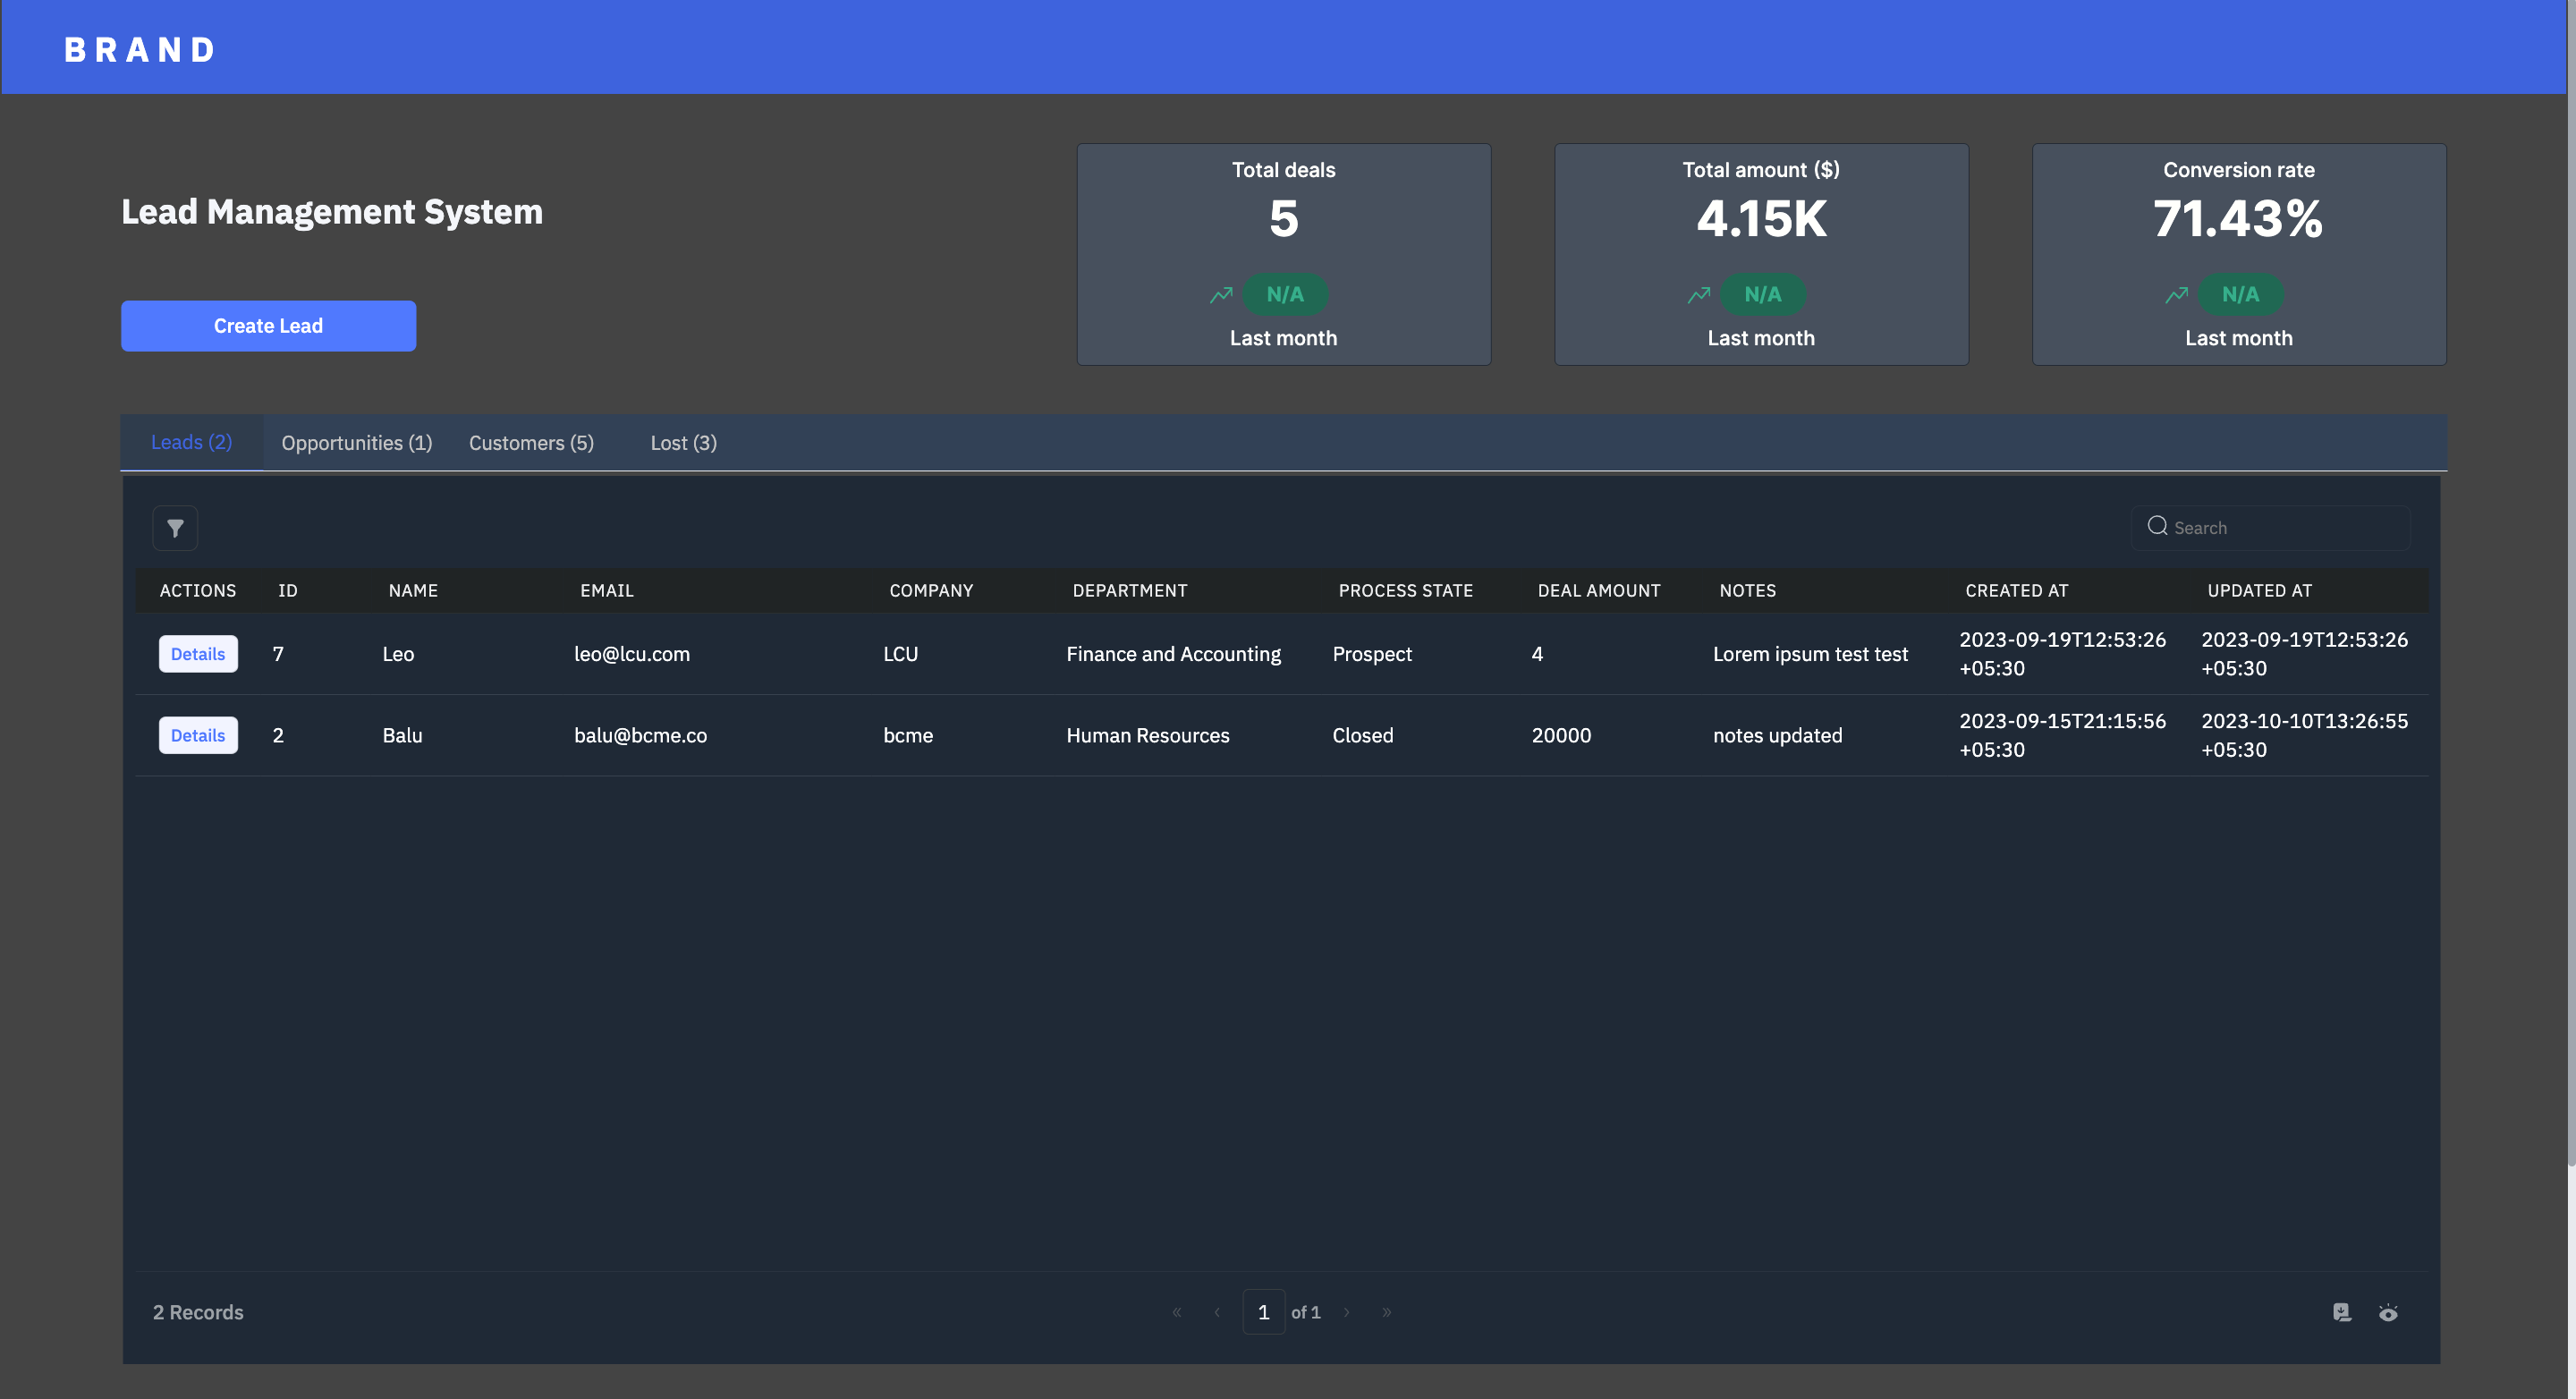 BRAND
Lead Management System
Create Lead
Total deals
5
N/A
Last month
Total amount ($)
4.15K
N/A
Last month
Conversion rate
71.43%
N/A
Last month
Leads (2) Opportunities (1) Customers (5) Lost (3)
Search
ACTIONS ID NAME EMAIL COMPANY DEPARTMENT PROCESS STATE DEAL AMOUNT NOTES CREATED AT UPDATED AT
Details 7 Leo leo@lcu.com LCU Finance and Accounting Prospect 4 Lorem ipsum test test 2023-09-19T12:53:26 2023-09-19T12:53:26
+05:30 +05:30
Details 2 Balu balu@bcme.co bcme Human Resources Closed 20000 notes updated 2023-09-15T21:15:56 2023-10-10T13:26:55
+05:30 +05:30
2 Records « ‹ 1 of 1 › »